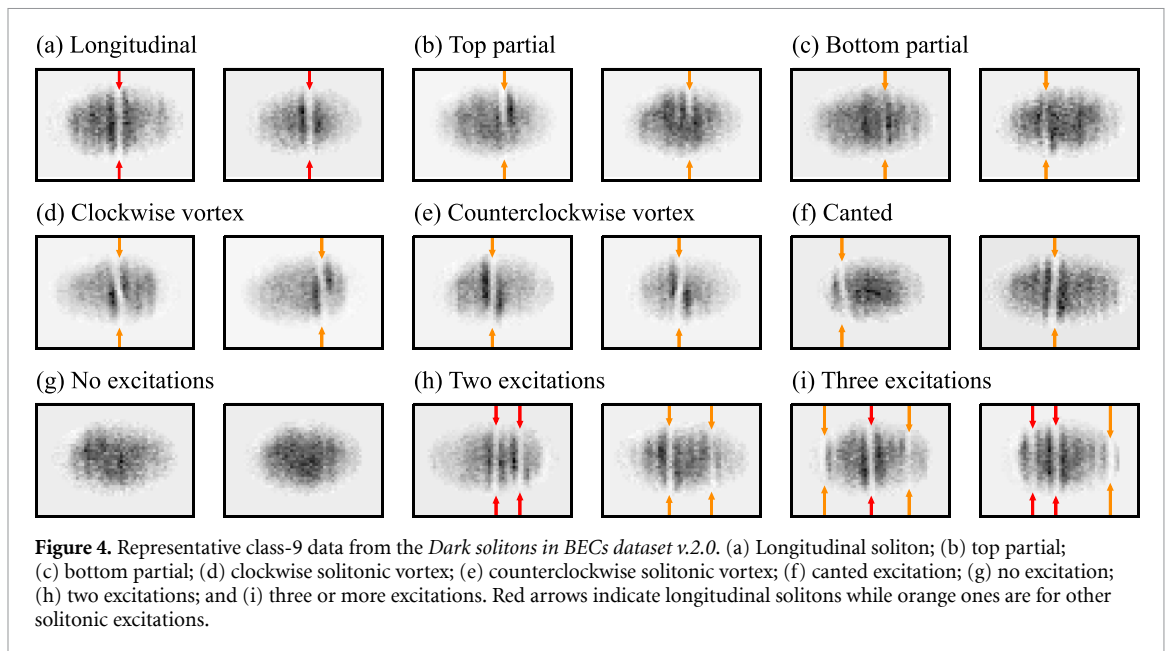 (a) Longitudinal
(b) Top partial
(c) Bottom partial
(d) Clockwise vortex
(e) Counterclockwise vortex
(f) Canted
(g) No excitations
(h) Two excitations
(i) Three excitations
Figure 4. Representative class-9 data from the Dark solitons in BECs dataset v.2.0. (a) Longitudinal soliton; (b) top partial;
(c) bottom partial; (d) clockwise solitonic vortex; (e) counterclockwise solitonic vortex; (f) canted excitation; (g) no excitation;
(h) two excitations; and (i) three or more excitations. Red arrows indicate longitudinal solitons while orange ones are for other
solitonic excitations.